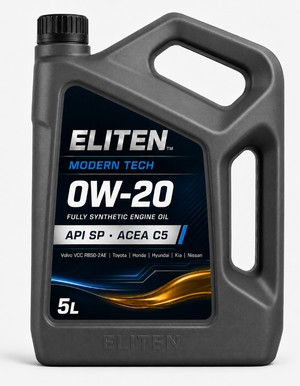 ELITEN™
MODERN TECH
0W-20
FULLY SYNTHETIC ENGINE OIL
API SP • ACEA C5
Volvo VCC RBS0-2AE | Toyota | Honda | Hyundai | Kia | Nissan
5L
ELITEN